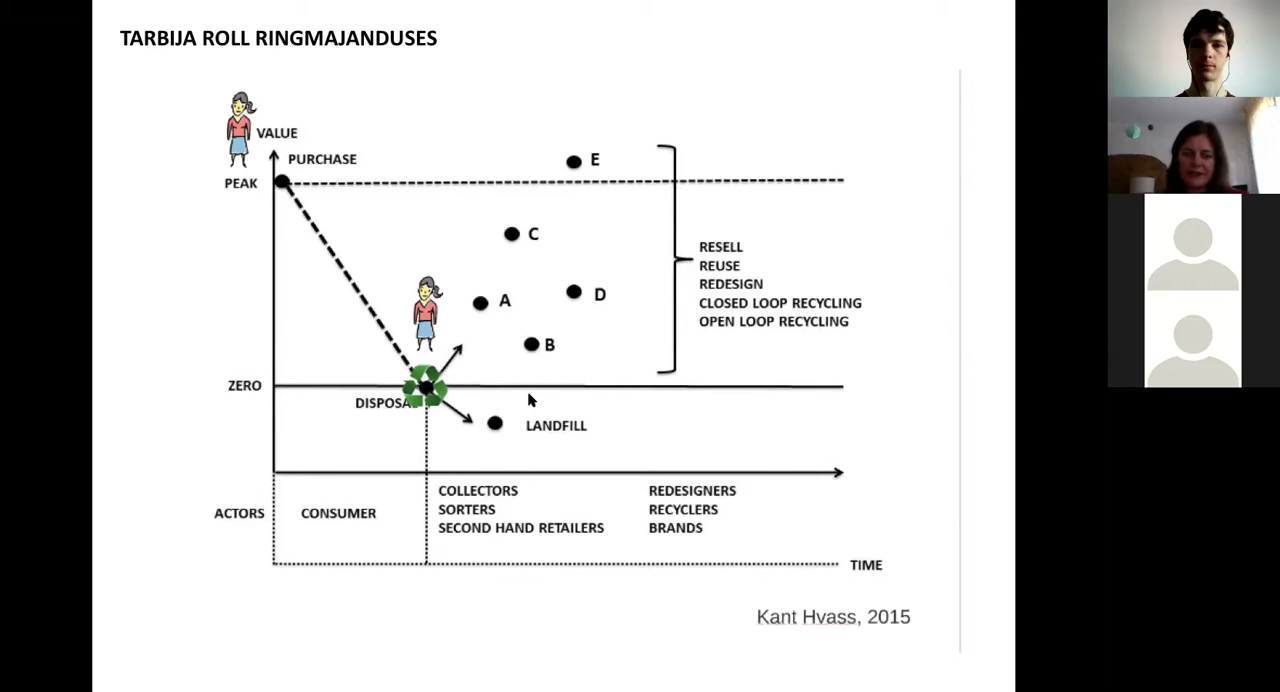 TARBIJA ROLL RINGMAJANDUSES
VALUE
PURCHASE
PEAK
E
C
A
D
B
RESELL
REUSE
REDESIGN
CLOSED LOOP RECYCLING
OPEN LOOP RECYCLING
ZERO
DISPOSA
LANDFILL
ACTORS
CONSUMER
COLLECTORS
SORTERS
SECOND HAND RETAILERS
REDESIGNERS
RECYCLERS
BRANDS
TIME
Kant Hvass, 2015